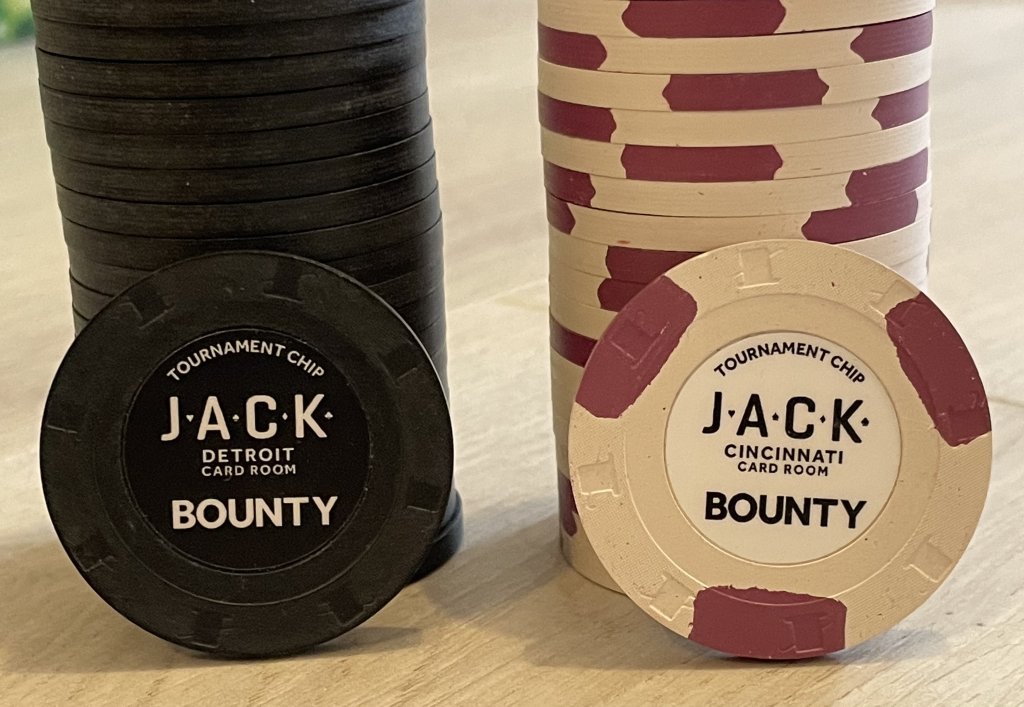 TOURNAMENT CHIP
J·A·C·K·
DETROIT
CARD ROOM
BOUNTY
TOURNAMENT CHIP
J·A·C·K·
CINCINNATI
CARD ROOM
BOUNTY